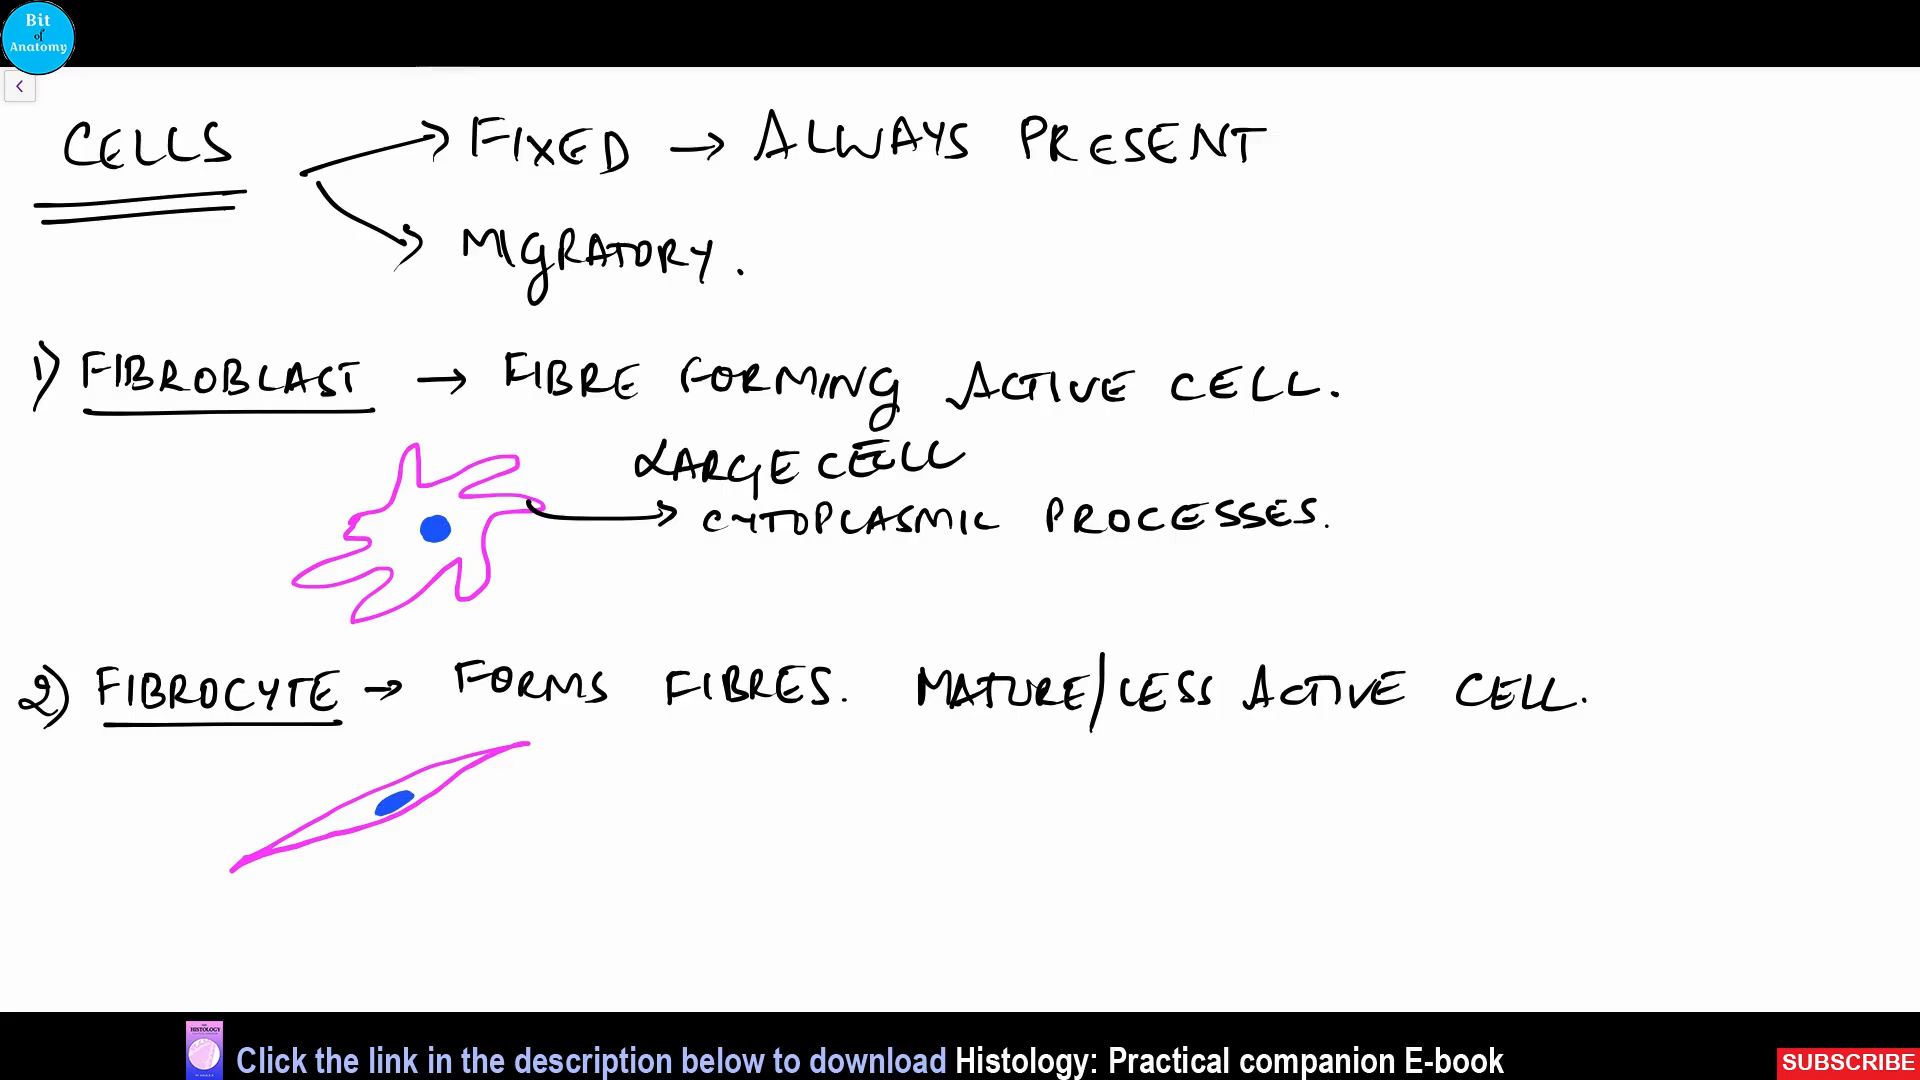 Bit
of
Anatomy
CELLS → FIXED → ALWAYS PRESENT
→ MIGRATORY.
1) FIBROBLAST → FIBRE FORMING ACTIVE CELL.
LARGE CELL
→ CYTOPLASMIC PROCESSES.
2) FIBROCYTE → FORMS FIBRES. MATURE/LESS ACTIVE CELL.
HISTOLOGY
Click the link in the description below to download Histology: Practical companion E-book
SUBSCRIBE